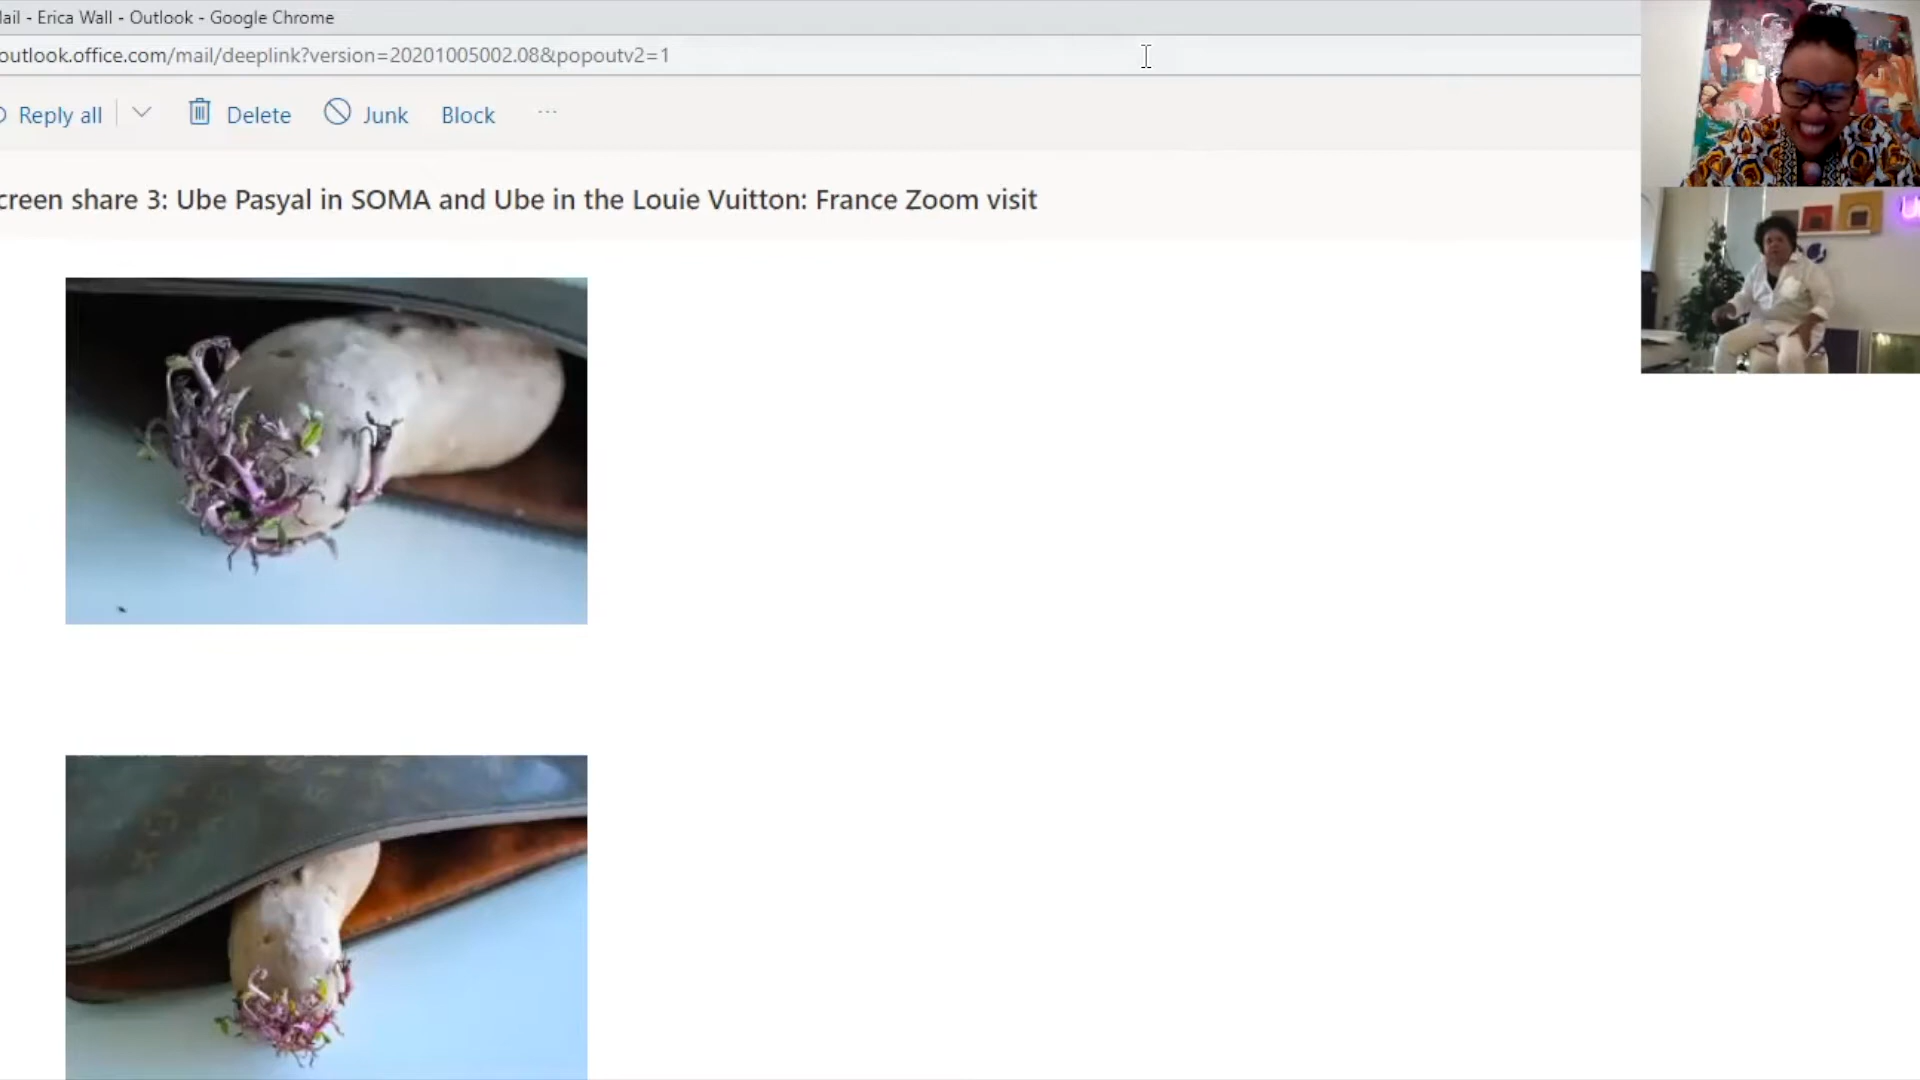 ail - Erica Wall - Outlook - Google Chrome
outlook.office.com/mail/deeplink?version=20201005002.08&popoutv2=1
Reply all Delete Junk Block ...
creen share 3: Ube Pasyal in SOMA and Ube in the Louie Vuitton: France Zoom visit
U